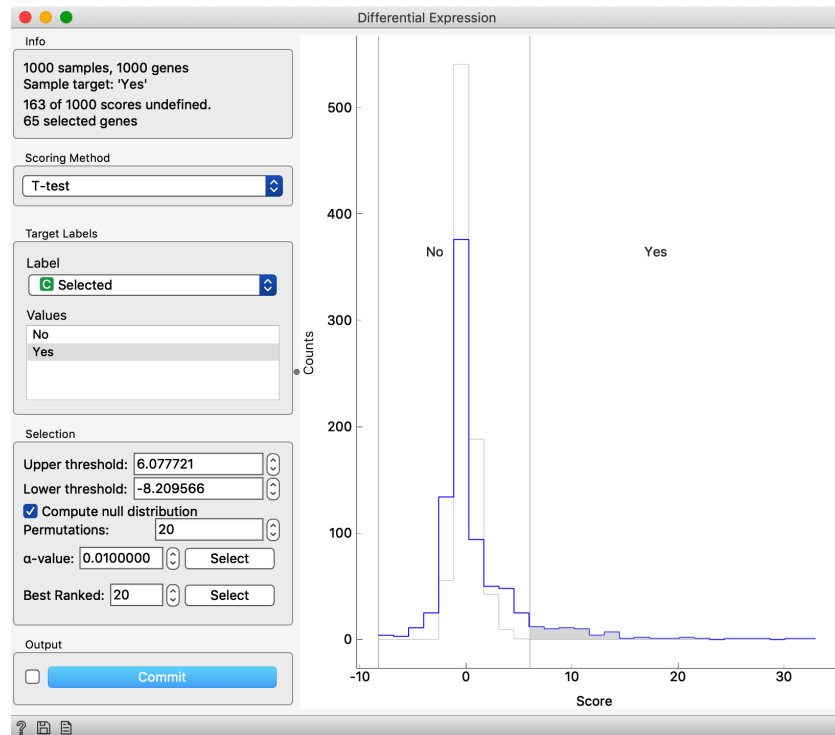 Differential Expression
Info
1000 samples, 1000 genes
Sample target: 'Yes'
163 of 1000 scores undefined.
65 selected genes
Scoring Method
T-test
Target Labels
Label
C Selected
Values
No
Yes
Selection
Upper threshold: 6.077721
Lower threshold: -8.209566
Compute null distribution
Permutations: 20
α-value: 0.0100000 Select
Best Ranked: 20 Select
Output
Commit
?
Counts
500
400
300
200
100
0
No Yes
-10 0 10 20 30
Score